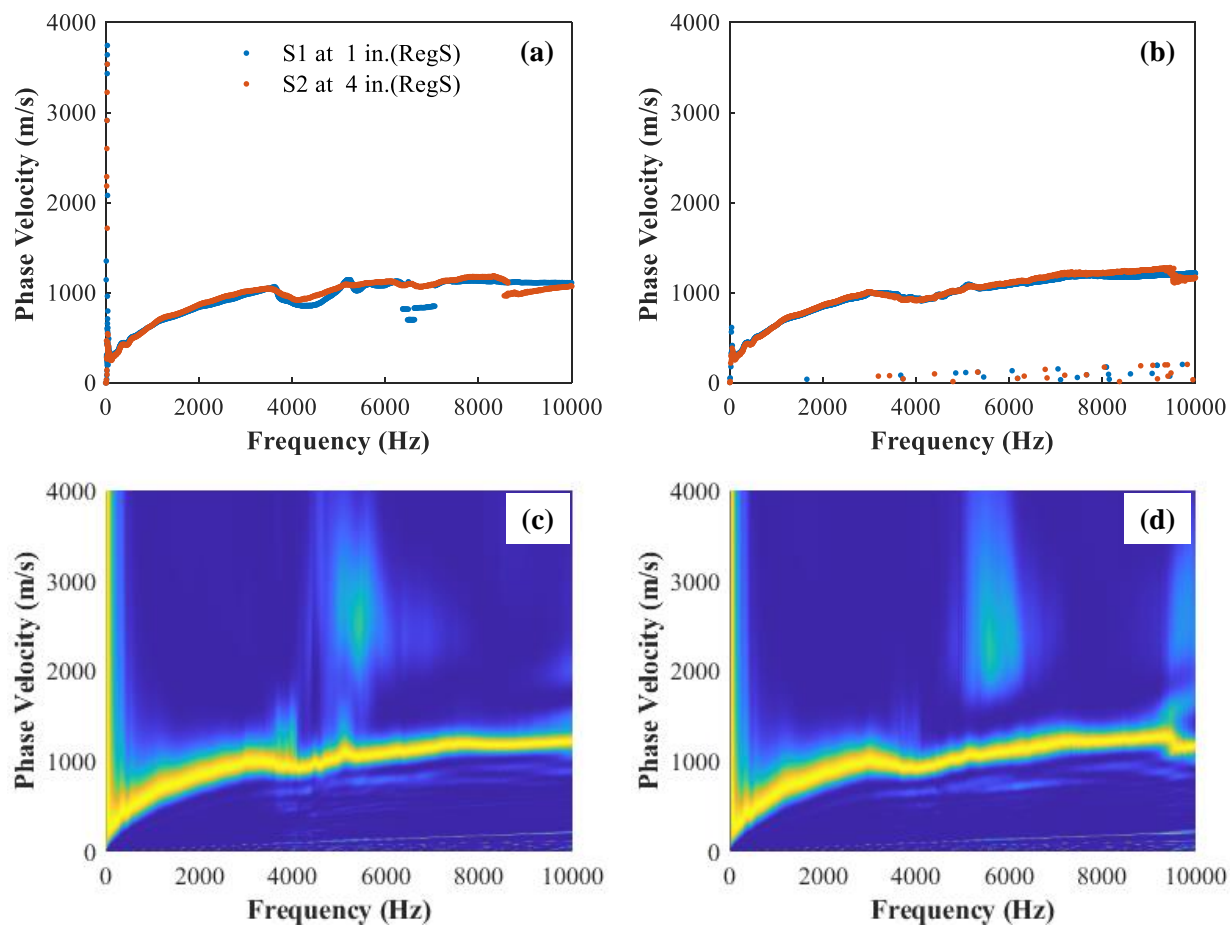 4000
3000
2000
1000
0
Phase Velocity (m/s)
S1 at 1 in.(RegS)
S2 at 4 in.(RegS)
(a)
0 2000 4000 6000 8000 10000
Frequency (Hz)
4000
3000
2000
1000
0
Phase Velocity (m/s)
(b)
0 2000 4000 6000 8000 10000
Frequency (Hz)
4000
3000
2000
1000
0
Phase Velocity (m/s)
(c)
0 2000 4000 6000 8000 10000
Frequency (Hz)
4000
3000
2000
1000
0
Phase Velocity (m/s)
(d)
0 2000 4000 6000 8000 10000
Frequency (Hz)